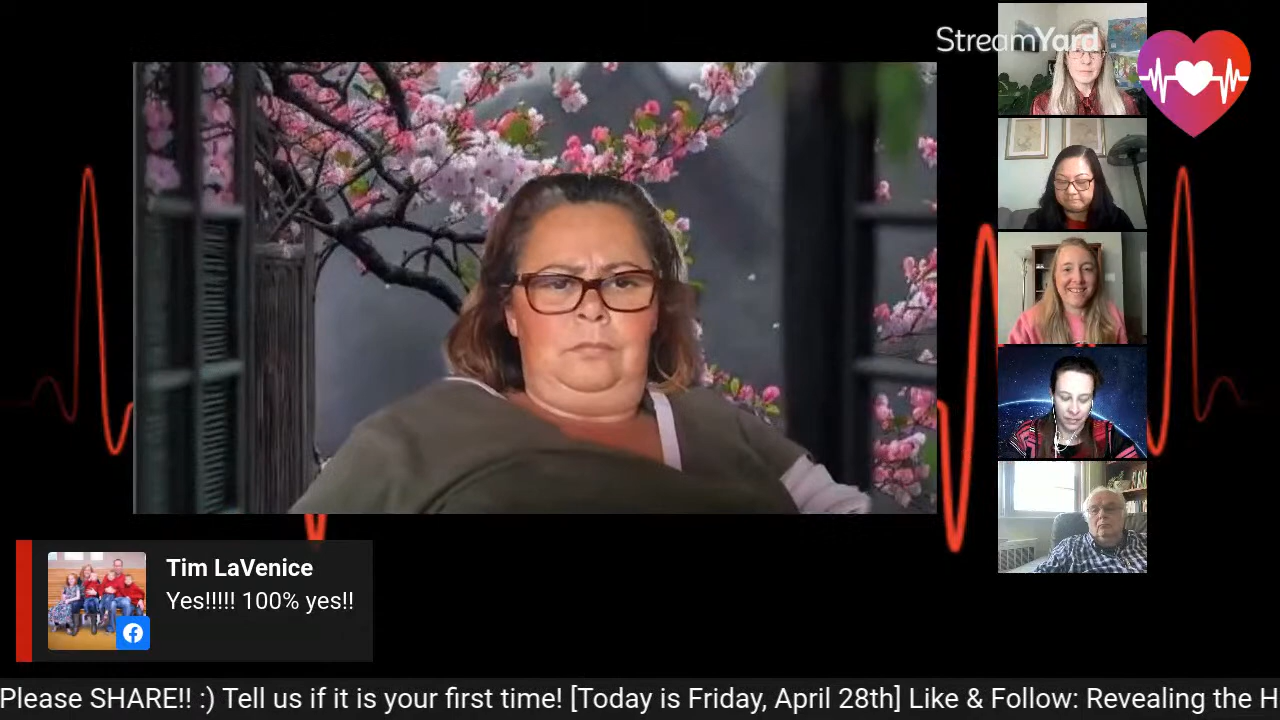 StreamYard
Tim LaVenice
Yes!!!!! 100% yes!!
Please SHARE!! :) Tell us if it is your first time! [Today is Friday, April 28th] Like & Follow: Revealing the H